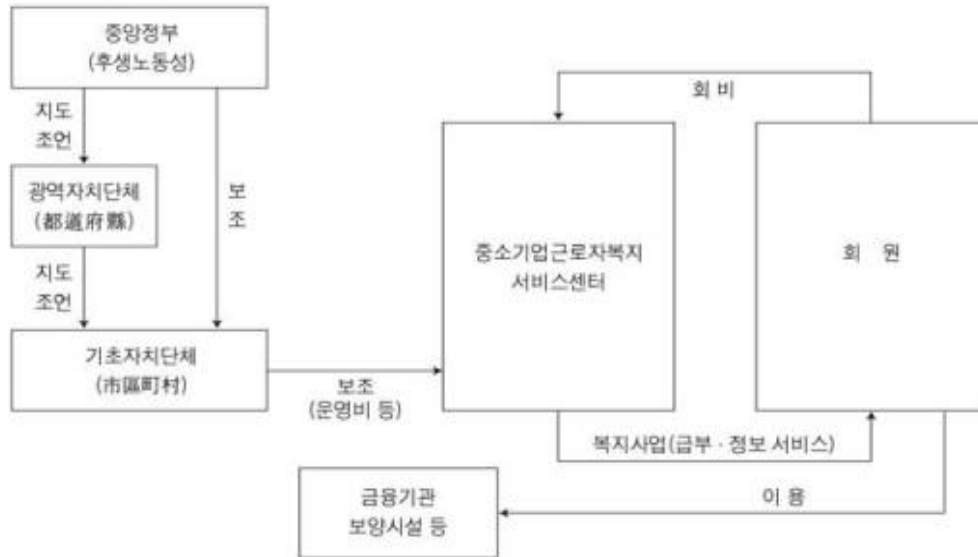 중앙정부
(후생노동성)
지도
조언
광역자치단체
(都道府縣)
보
조
지도
조언
기초자치단체
(市區町村)
보조
(운영비 등)
회 비
중소기업근로자복지
서비스센터
회 원
복지사업(급부 · 정보 서비스)
이 용
금융기관
보양시설 등